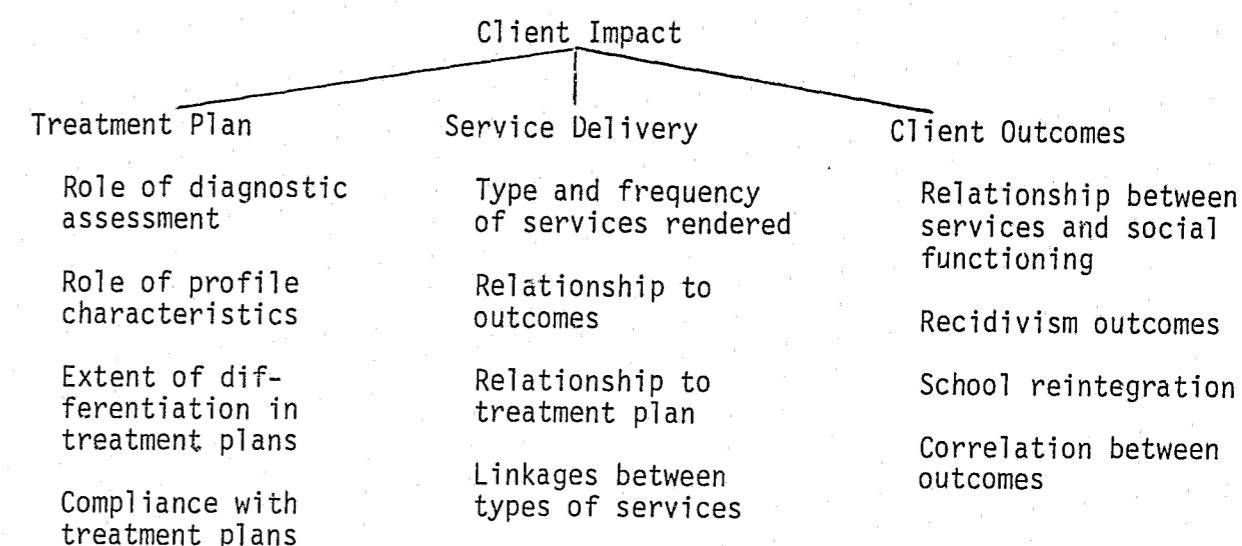 Client Impact
Treatment Plan
Role of diagnostic
assessment
Role of profile
characteristics
Extent of dif-
ferentiation in
treatment plans
Compliance with
treatment plans
Service Delivery
Type and frequency
of services rendered
Relationship to
outcomes
Relationship to
treatment plan
Linkages between
types of services
Client Outcomes
Relationship between
services and social
functioning
Recidivism outcomes
School reintegration
Correlation between
outcomes